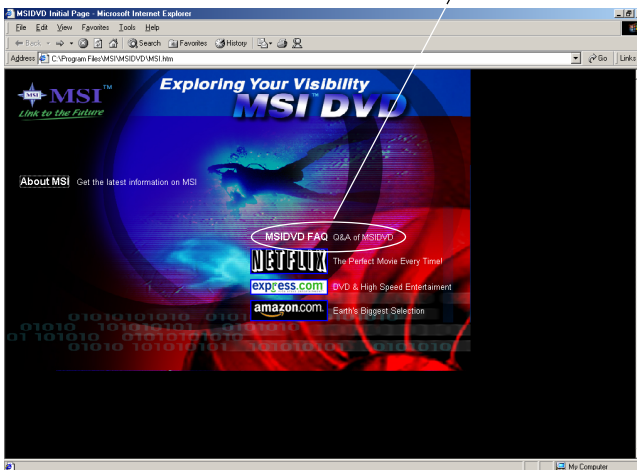 MSIDVD Initial Page - Microsoft Internet Explorer
File Edit View Favorites Tools Help
Back Search Favorites History
Address C:\Program Files\MSI\MSIDVD\MSI.htm Go Links
Exploring Your Visibility
MSI™ DVD
MSI
MSI™
Link to the Future
About MSI Get the latest information on MSI
MSIDVD FAQ Q&A of MSIDVD
NETFLIX The Perfect Movie Every Time!
express.com DVD & High Speed Entertaiment
amazon.com. Earth's Biggest Selection
My Computer